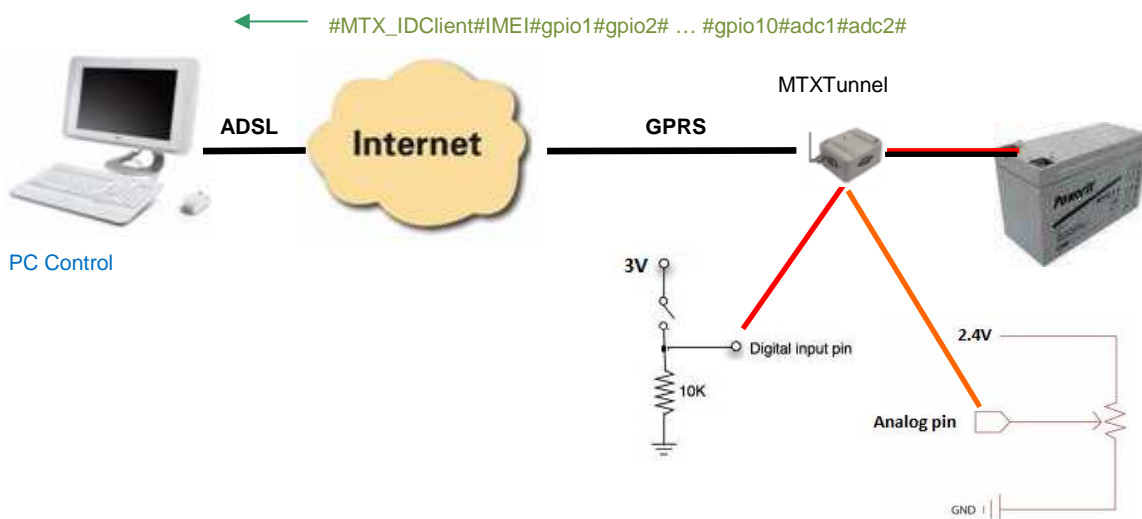 #MTX_IDClient#IMEI#gpio1#gpio2# … #gpio10#adc1#adc2#
MTXTunnel
ADSL
Internet
GPRS
PC Control
3V
Digital input pin
10K
2.4V
Analog pin
GND